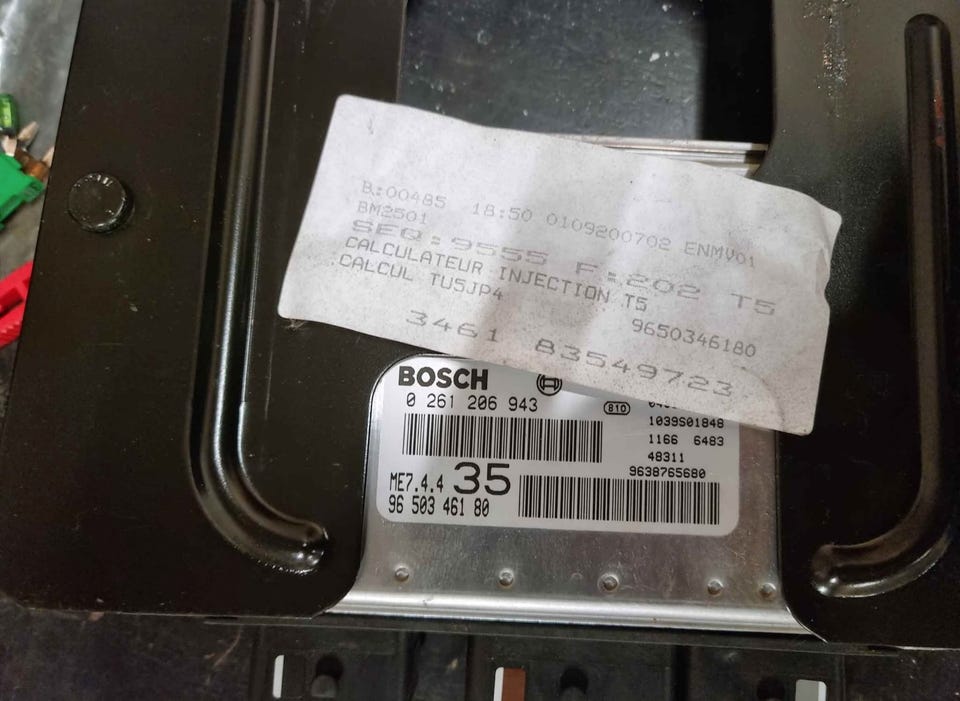 B:00485 18:50 0109200702 ENMV01
BM2501
SEQ:9555 F:202 T5
CALCULATEUR INJECTION T5
CALCUL TU5JP4
9650346180
3461 83549723
BOSCH
0 261 206 943
B10
1039S01848
1166 6483
48311
9638765680
ME7.4.4 35
96 503 461 80